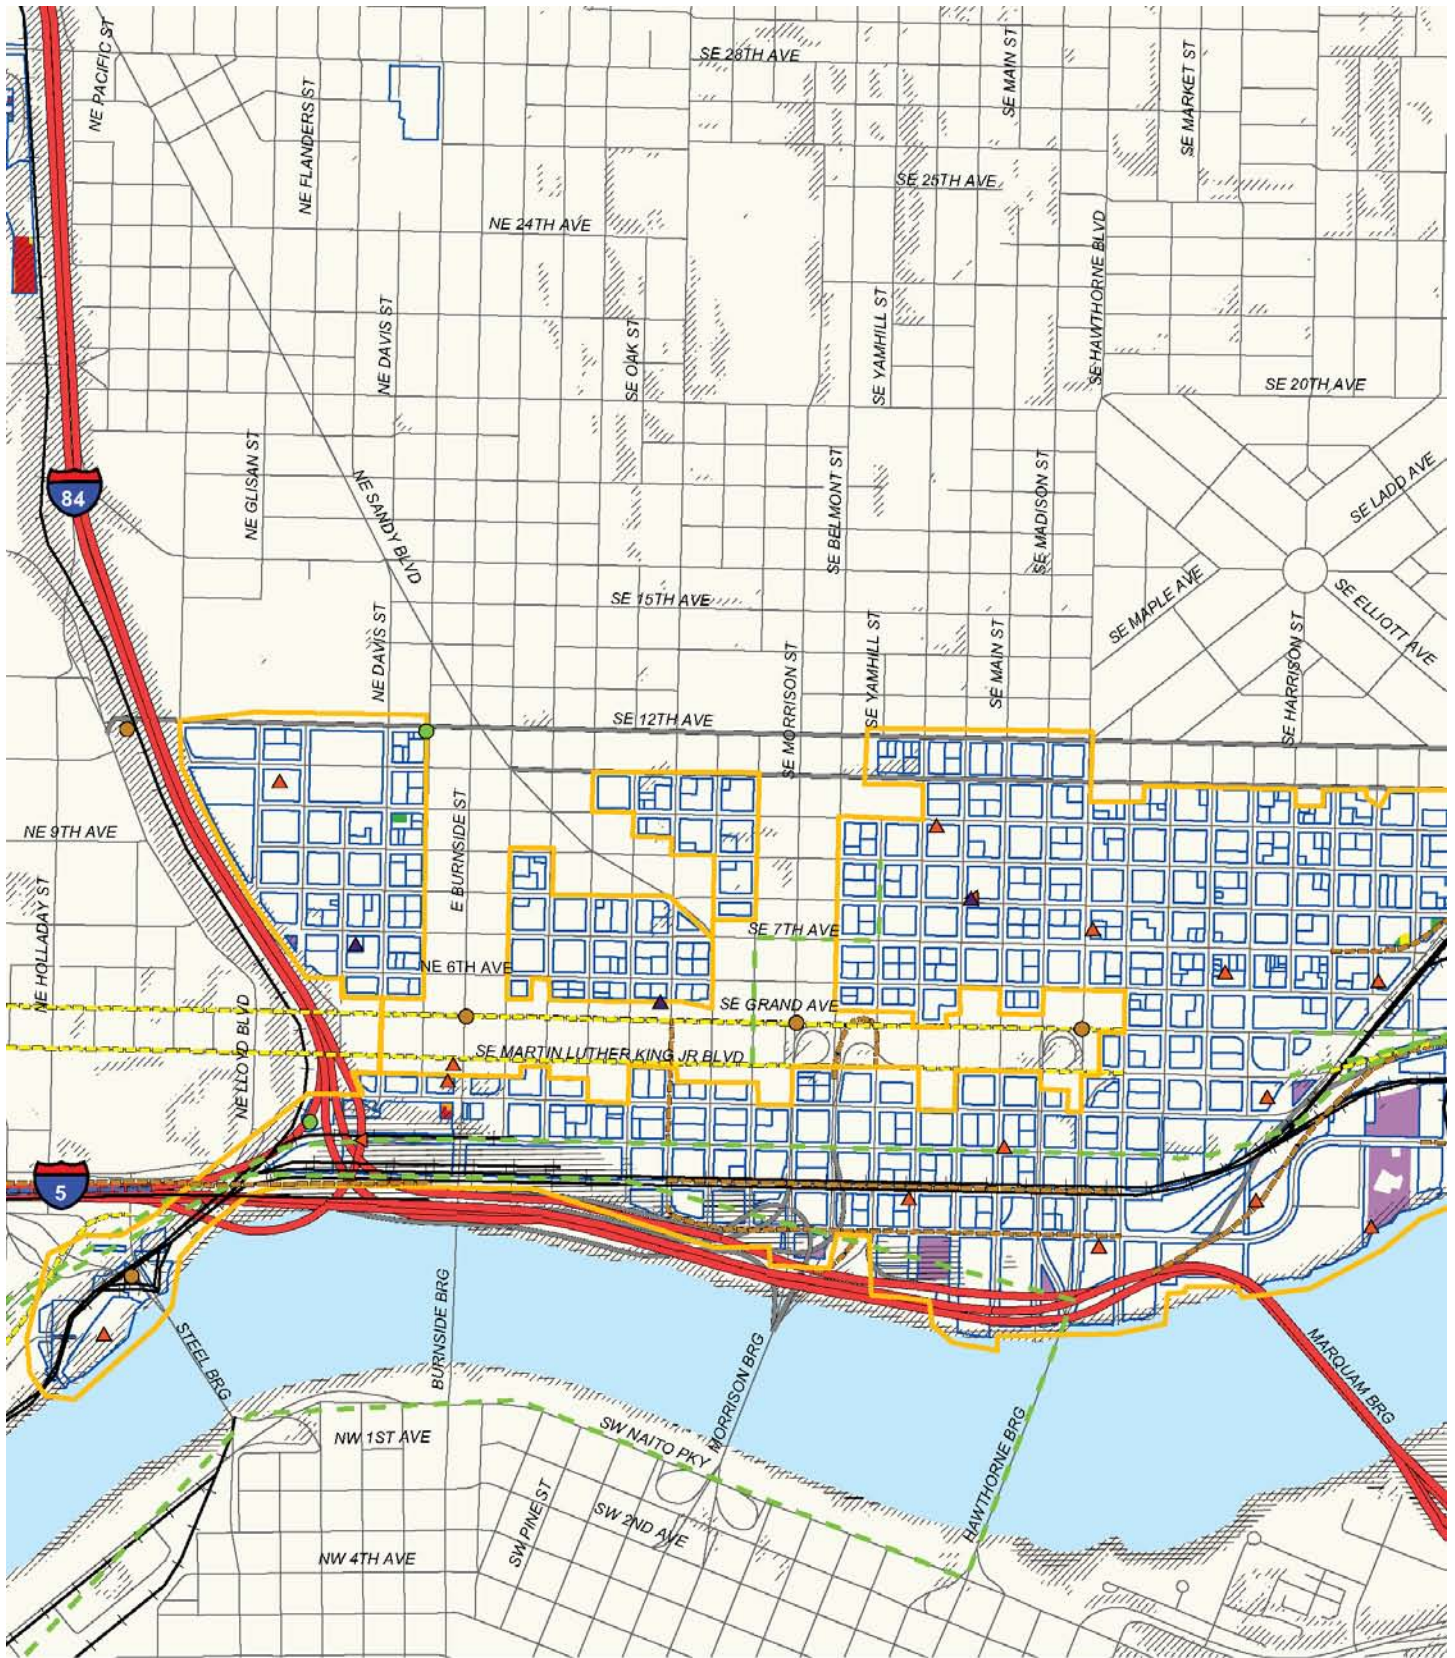 NE PACIFIC ST
SE 28TH AVE
SE MAIN ST
SE MARKET ST
NE FLANDERS ST
SE 25TH AVE
NE 24TH AVE
SE HAWTHORNE BLVD
NE DAVIS ST
SE OAK ST
SE YAMHILL ST
SE 20TH AVE
NE GLISAN ST
NE SANDY BLVD
SE BELMONT ST
SE MADISON ST
SE LADD AVE
84
SE MAPLE AVE
SE ELLIOTT AVE
SE 15TH AVE
NE DAVIS ST
SE MORRISON ST
SE YAMHILL ST
SE MAIN ST
SE HARRISON ST
SE 12TH AVE
NE 9TH AVE
E BURNSIDE ST
NE HOLLADAY ST
SE 7TH AVE
NE 6TH AVE
SE GRAND AVE
NE LLOYD BLVD
SE MARTIN LUTHER KING JR BLVD
5
STEEL BRG
BURNSIDE BRG
MORRISON BRG
HAWTHORNE BRG
MARQUAM BRG
NW 1ST AVE
SW NAITO PKY
SW PINE ST
SW 2ND AVE
NW 4TH AVE